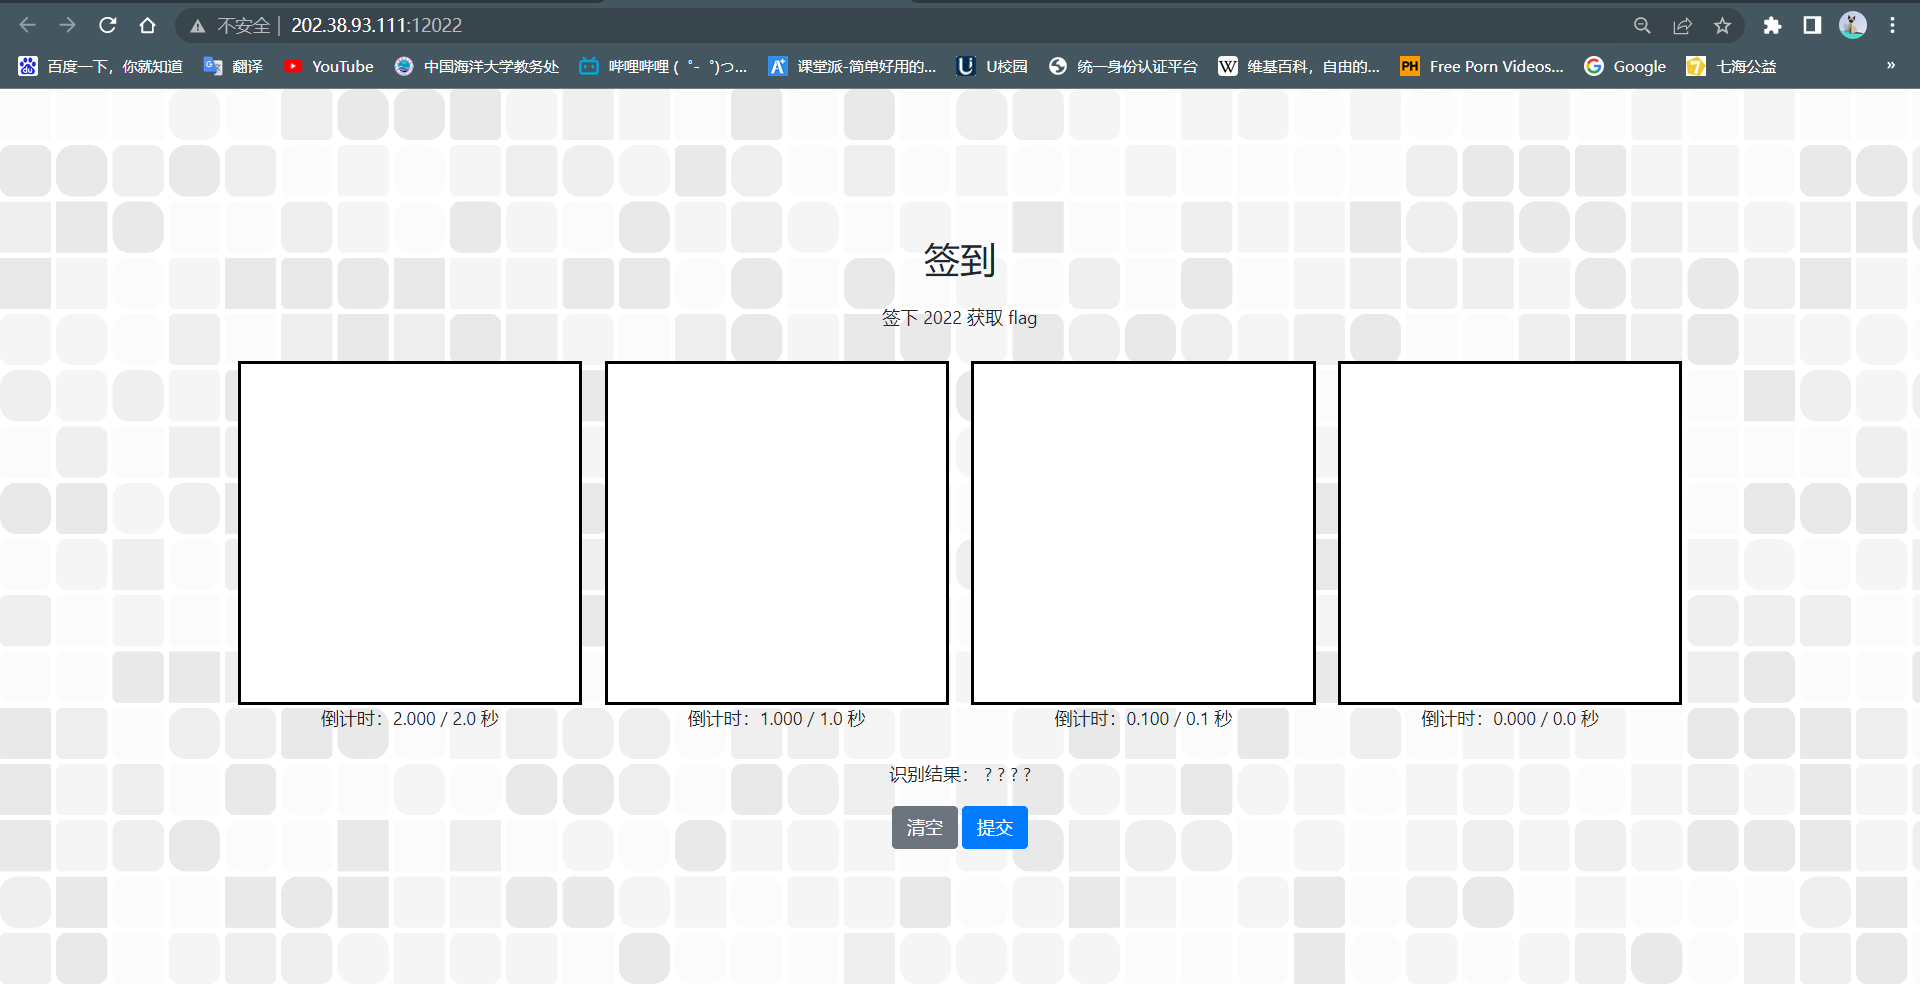 不安全 | 202.38.93.111:12022
百度一下，你就知道 翻译 YouTube 中国海洋大学教务处 哔哩哔哩 (゜-゜)つ... A+ 课堂派-简单好用的... U U校园 统一身份认证平台 W 维基百科，自由的... PH Free Porn Videos... G Google 7 七海公益 »
签到
签下 2022 获取 flag
倒计时：2.000 / 2.0 秒 倒计时：1.000 / 1.0 秒 倒计时：0.100 / 0.1 秒 倒计时：0.000 / 0.0 秒
识别结果： ? ? ? ?
清空 提交